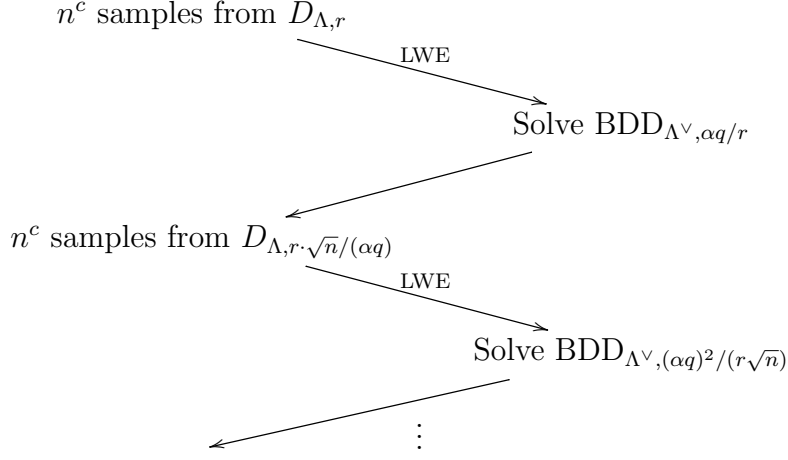 n^c samples from D_{Λ,r}
LWE
Solve BDD_{Λ^∨,αq/r}
n^c samples from D_{Λ,r·√n/(αq)}
LWE
Solve BDD_{Λ^∨,(αq)^2/(r√n)}
⋮